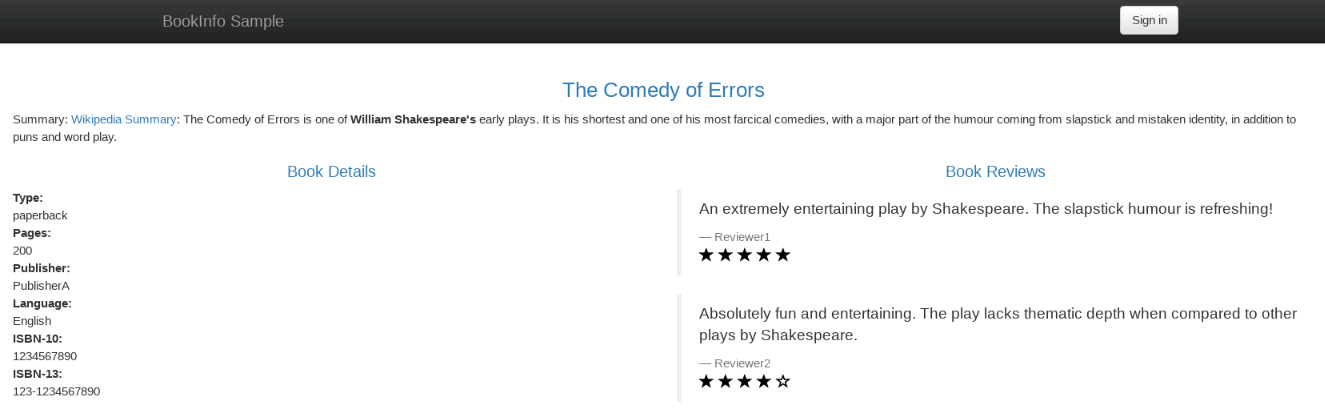 BookInfo Sample
Sign in
The Comedy of Errors
Summary: Wikipedia Summary: The Comedy of Errors is one of William Shakespeare's early plays. It is his shortest and one of his most farcical comedies, with a major part of the humour coming from slapstick and mistaken identity, in addition to
puns and word play.
Book Details
Type:
paperback
Pages:
200
Publisher:
PublisherA
Language:
English
ISBN-10:
1234567890
ISBN-13:
123-1234567890
Book Reviews
An extremely entertaining play by Shakespeare. The slapstick humour is refreshing!
— Reviewer1
Absolutely fun and entertaining. The play lacks thematic depth when compared to other
plays by Shakespeare.
— Reviewer2